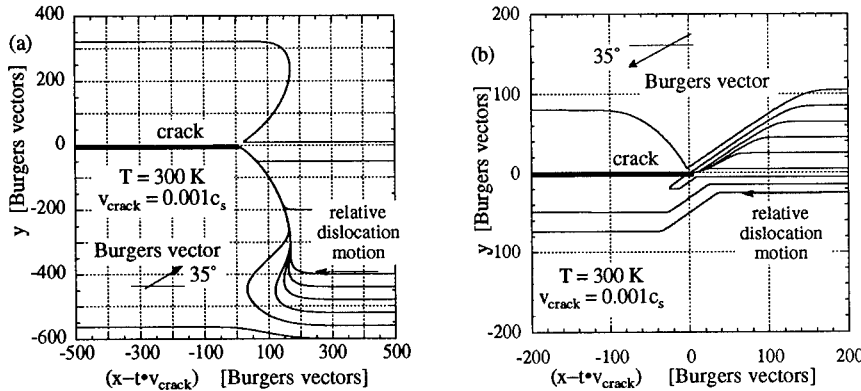 (a)
y [Burgers vectors]
400
200
0
-200
-400
-600
crack
T = 300 K
v_crack = 0.001c_s
Burgers vector
35°
relative
dislocation
motion
-500 -300 -100 100 300 500
(x−t•v_crack) [Burgers vectors]
(b)
y [Burgers vectors]
200
100
0
-100
-200
35°
Burgers vector
crack
relative
dislocation
motion
T = 300 K
v_crack = 0.001c_s
-200 -100 0 100 200
(x−t•v_crack) [Burgers vectors]